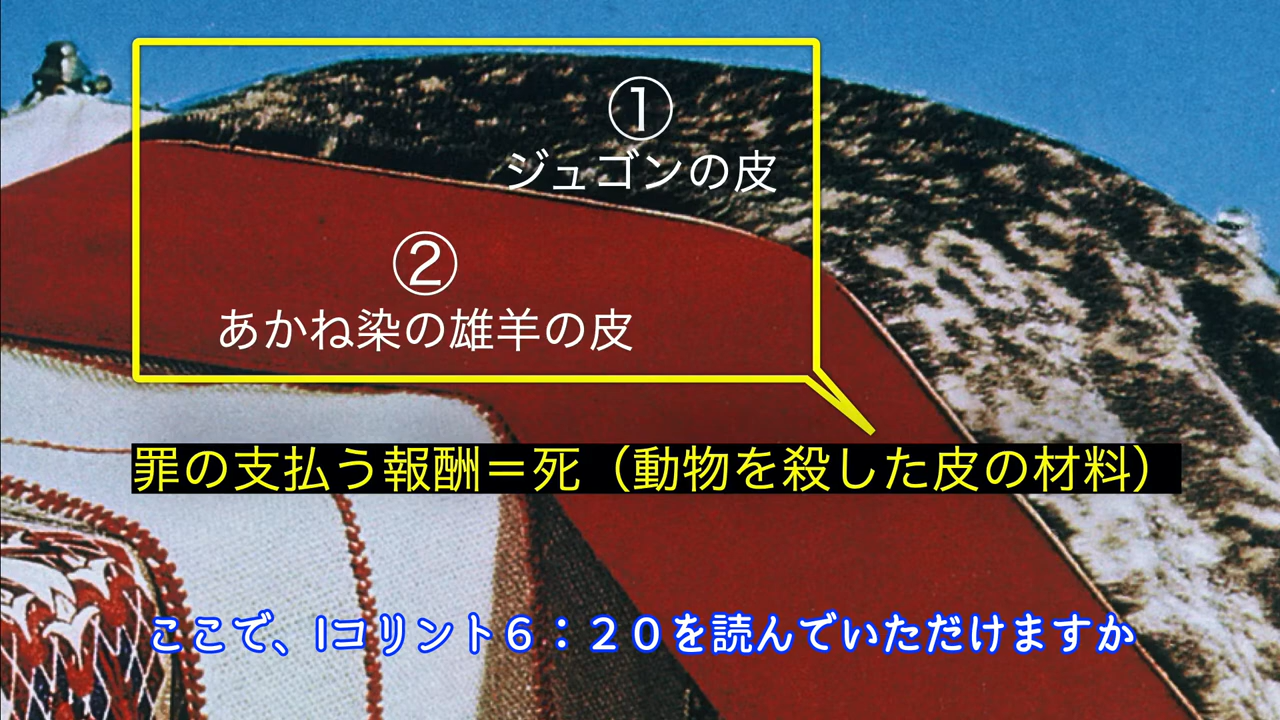 ①
ジュゴンの皮
②
あかね染の雄羊の皮
罪の支払う報酬＝死（動物を殺した皮の材料）
ここで、Iコリント６：２０を読んでいただけますか